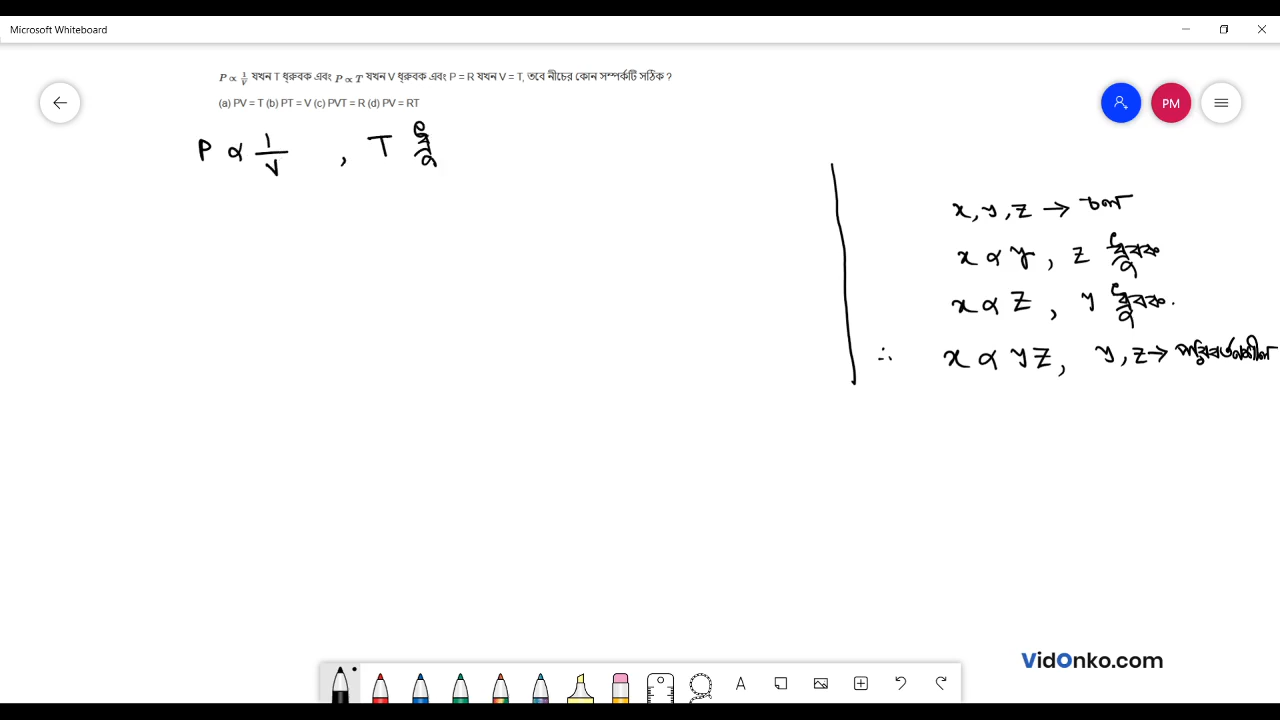 Microsoft Whiteboard
P ∝ 1/V যখন T ধ্রুবক এবং P ∝ T যখন V ধ্রুবক এবং P = R যখন V = T, তবে নীচের কোন সম্পর্কটি সঠিক ?
(a) PV = T (b) PT = V (c) PVT = R (d) PV = RT
PM
P ∝ 1/V , T ধ্রু
x, y, z → চল
x ∝ y, z ধ্রুবক
x ∝ z, y ধ্রুবক.
∴ x ∝ yz, y, z → পরিবর্তনশীল
VidOnko.com
A